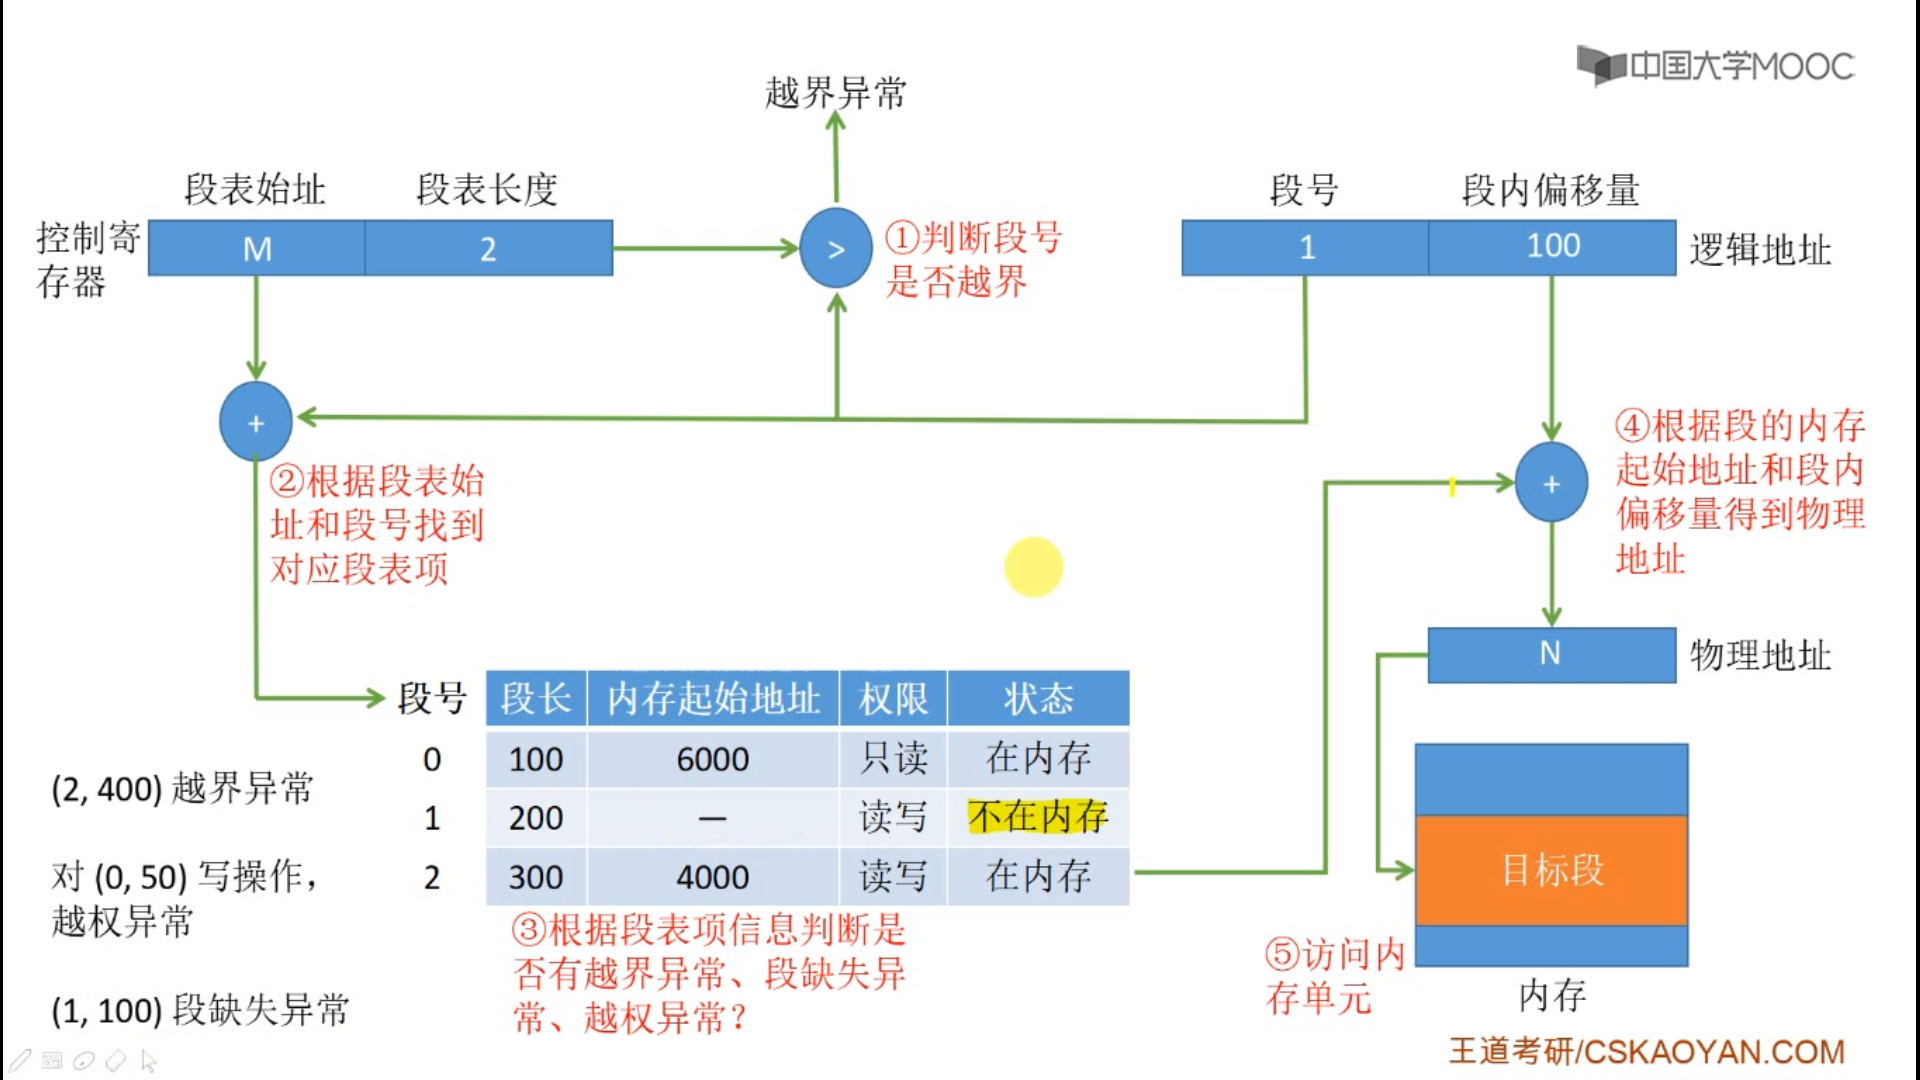 中国大学MOOC
越界异常
段表始址 段表长度
控制寄
存器
M 2
>
①判断段号
是否越界
段号 段内偏移量
1 100
逻辑地址
+
②根据段表始
址和段号找到
对应段表项
④根据段的内存
起始地址和段内
偏移量得到物理
地址
+
N
物理地址
段号 段长 内存起始地址 权限 状态
0 100 6000 只读 在内存
1 200 — 读写 不在内存
2 300 4000 读写 在内存
(2, 400) 越界异常
对 (0, 50) 写操作，
越权异常
(1, 100) 段缺失异常
③根据段表项信息判断是
否有越界异常、段缺失异
常、越权异常？
目标段
⑤访问内
存单元
内存
王道考研/CSKAOYAN.COM